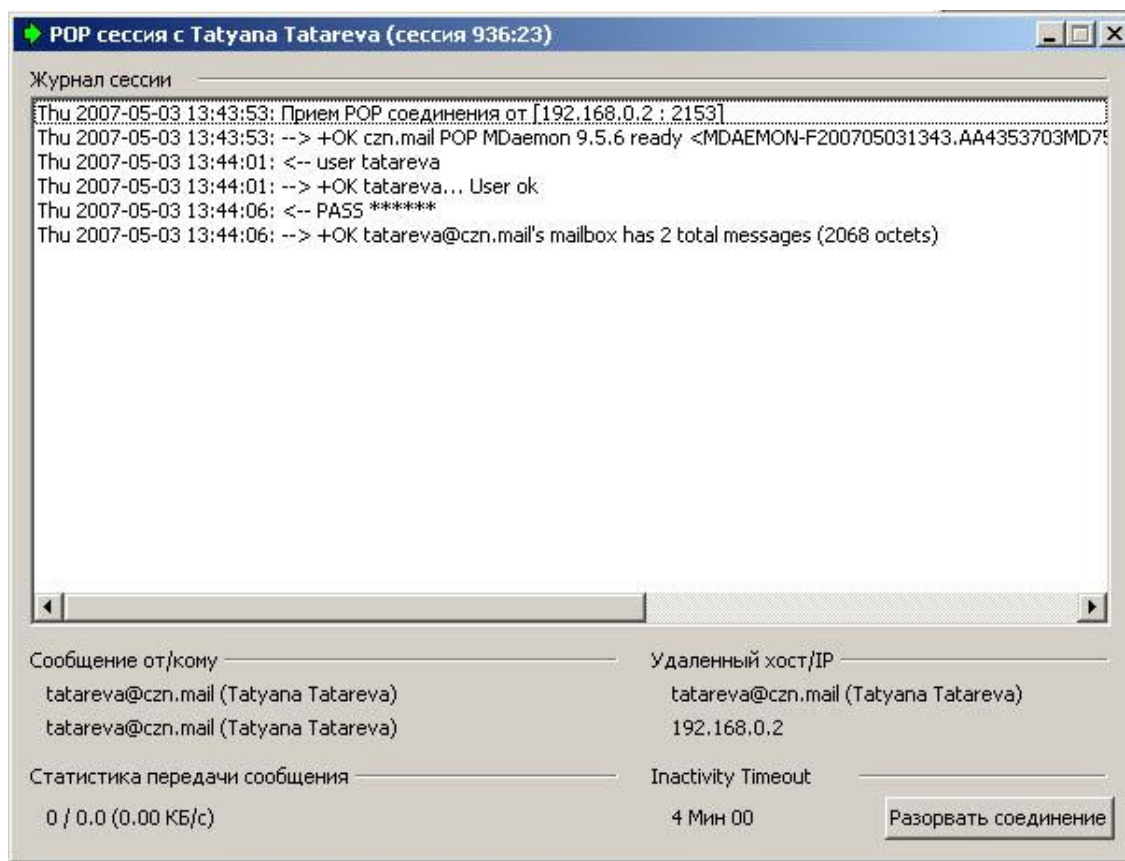 POP сессия с Tatyana Tatareva (сессия 936:23)
Журнал сессии
Thu 2007-05-03 13:43:53: Прием POP соединения от [192.168.0.2 : 2153]
Thu 2007-05-03 13:43:53: --> +OK czn.mail POP MDaemon 9.5.6 ready <MDAEMON-F200705031343.AA4353703MD75
Thu 2007-05-03 13:44:01: <-- user tatareva
Thu 2007-05-03 13:44:01: --> +OK tatareva... User ok
Thu 2007-05-03 13:44:06: <-- PASS ******
Thu 2007-05-03 13:44:06: --> +OK tatareva@czn.mail's mailbox has 2 total messages (2068 octets)
Сообщение от/кому
tatareva@czn.mail (Tatyana Tatareva)
tatareva@czn.mail (Tatyana Tatareva)
Удаленный хост/IP
tatareva@czn.mail (Tatyana Tatareva)
192.168.0.2
Статистика передачи сообщения
0 / 0.0 (0.00 КБ/с)
Inactivity Timeout
4 Мин 00
Разорвать соединение